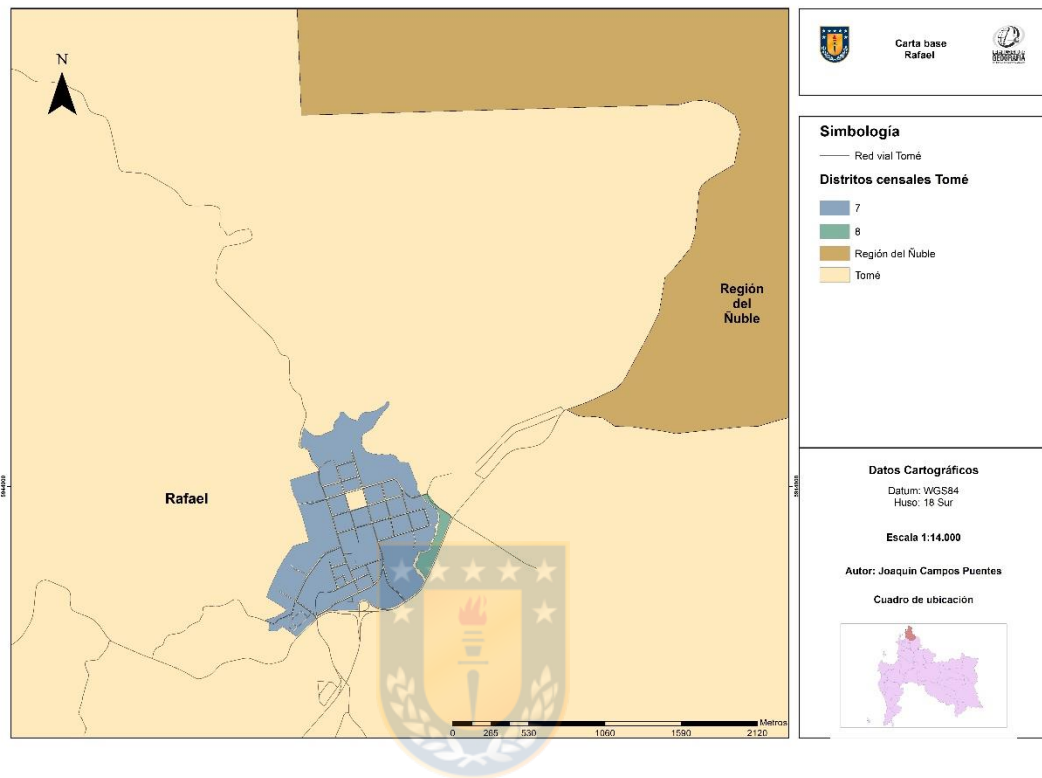 N
Rafael
Región
del
Ñuble
Metros
0 265 530 1060 1590 2120
Carta base
Rafael
GEOGRAFÍA
Simbología
Red vial Tomé
Distritos censales Tomé
7
8
Región del Ñuble
Tomé
Datos Cartográficos
Datum: WGS84
Huso: 18 Sur
Escala 1:14.000
Autor: Joaquín Campos Puentes
Cuadro de ubicación